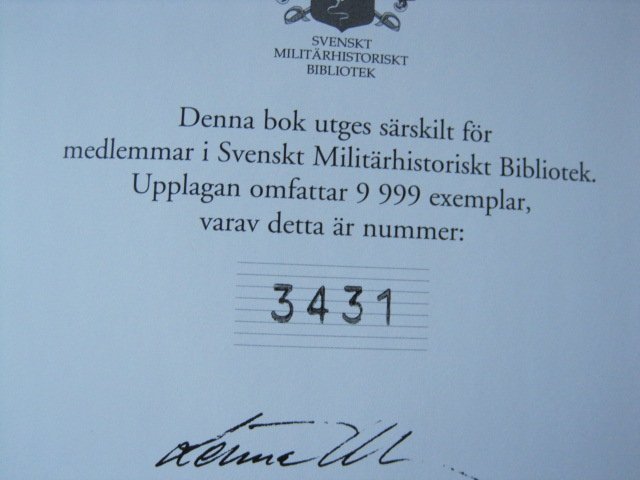 SVENSKT
MILITÄRHISTORISKT
BIBLIOTEK
Denna bok utges särskilt för
medlemmar i Svenskt Militärhistoriskt Bibliotek.
Upplagan omfattar 9 999 exemplar,
varav detta är nummer:
3431